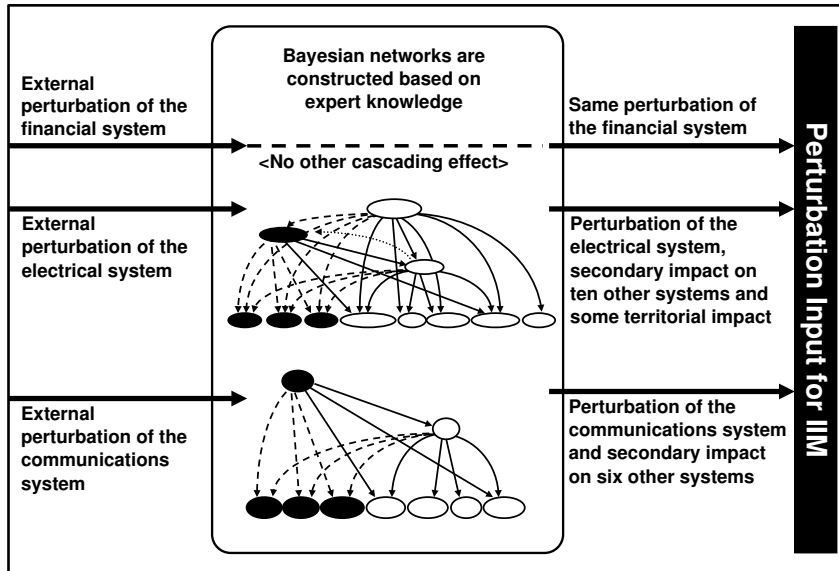 Bayesian networks are
constructed based on
expert knowledge
External
perturbation of the
financial system
Same perturbation of
the financial system
<No other cascading effect>
External
perturbation of the
electrical system
Perturbation of the
electrical system,
secondary impact on
ten other systems and
some territorial impact
External
perturbation of the
communications
system
Perturbation of the
communications system
and secondary impact
on six other systems
Perturbation Input for IIM